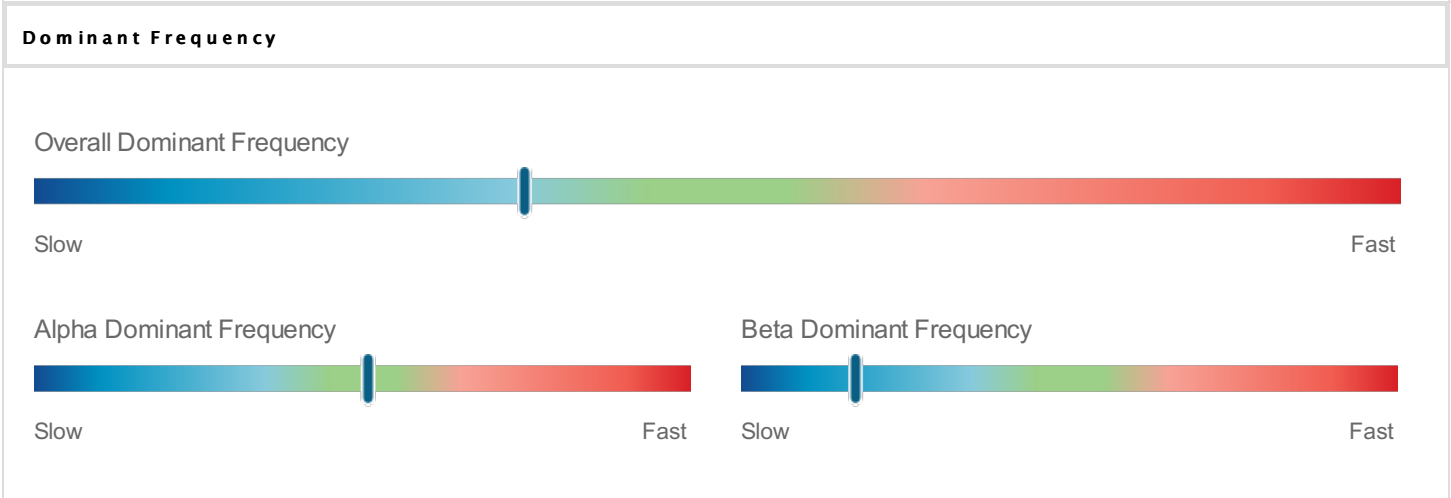 Dominant Frequency
Overall Dominant Frequency
Slow Fast
Alpha Dominant Frequency Beta Dominant Frequency
Slow Fast Slow Fast